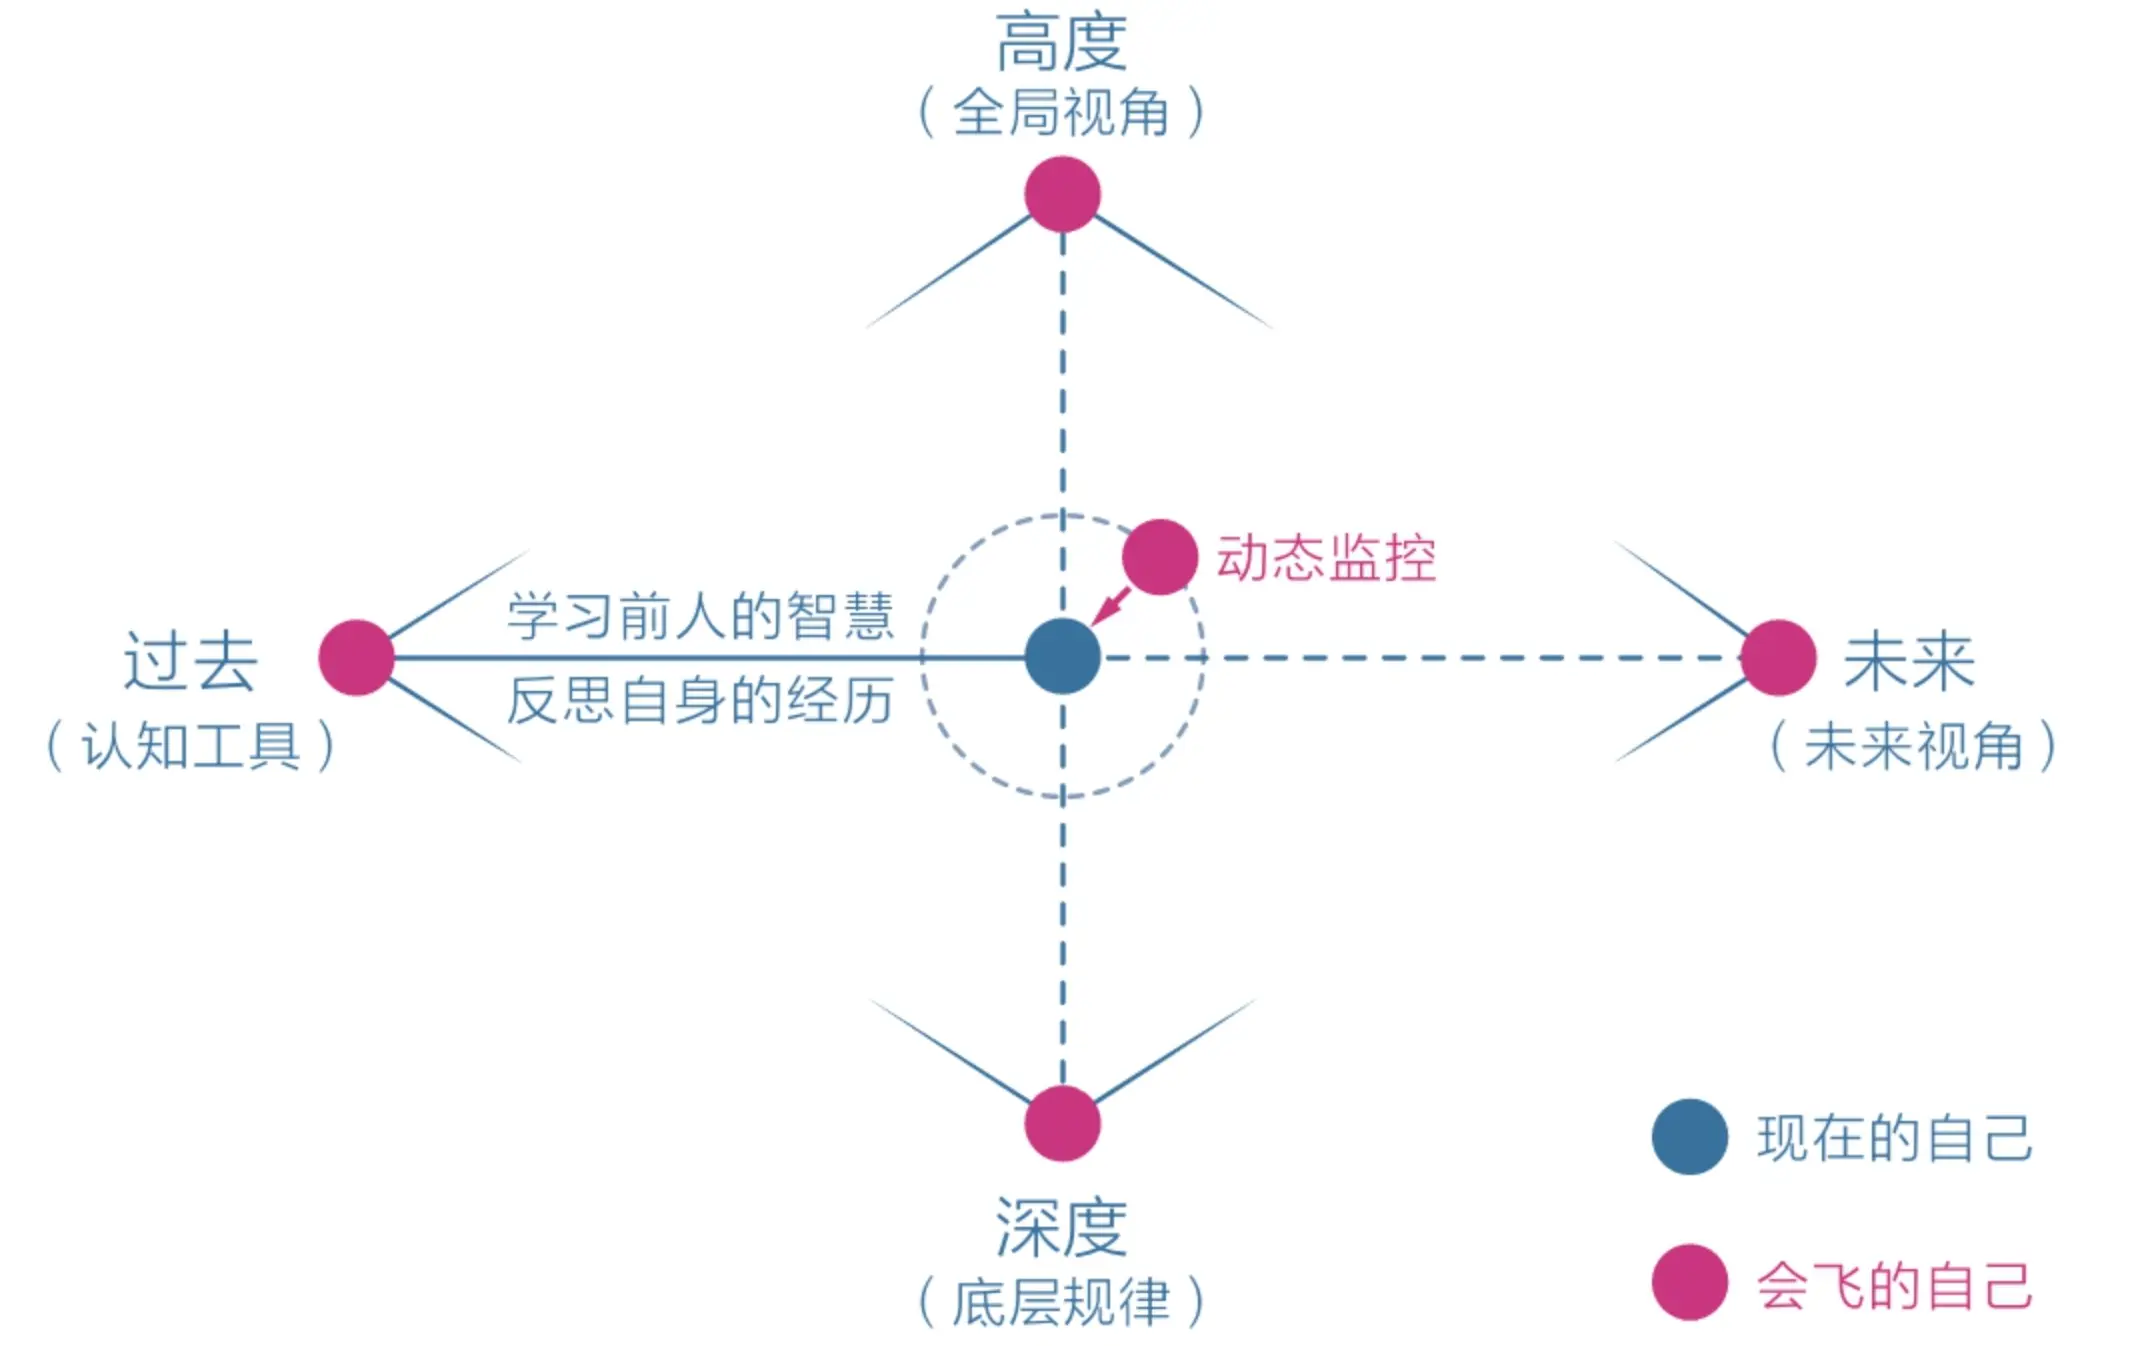 高度
（全局视角）
动态监控
学习前人的智慧
过去
未来
反思自身的经历
（认知工具）
（未来视角）
现在的自己
深度
（底层规律）
会飞的自己